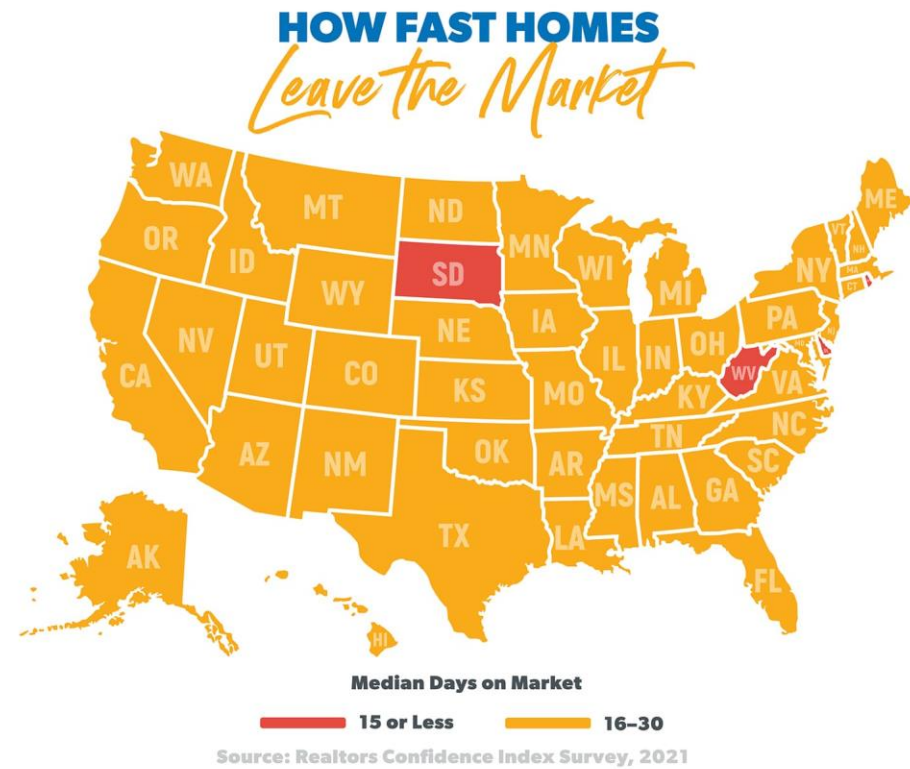 HOW FAST HOMES
Leave the Market
WA
MT
ND
ME
OR
ID
MN
VT
NH
SD
WI
NY
MA
WY
MI
CT
IA
PA
NE
NV
OH
NJ
UT
IL
IN
MD
CO
WV
CA
VA
KS
MO
KY
NC
TN
AZ
OK
NM
AR
SC
MS
AL
GA
TX
LA
AK
FL
HI
Median Days on Market
15 or Less
16–30
Source: Realtors Confidence Index Survey, 2021